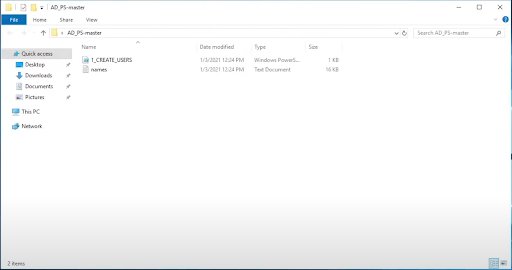 AD_PS-master
File Home Share View
AD_PS-master
Search AD_PS-master
Name Date modified Type Size
Quick access
Desktop
Downloads
Documents
Pictures
This PC
Network
1_CREATE_USERS 1/3/2021 12:24 PM Windows PowerS... 1 KB
names 1/3/2021 12:24 PM Text Document 16 KB
2 items